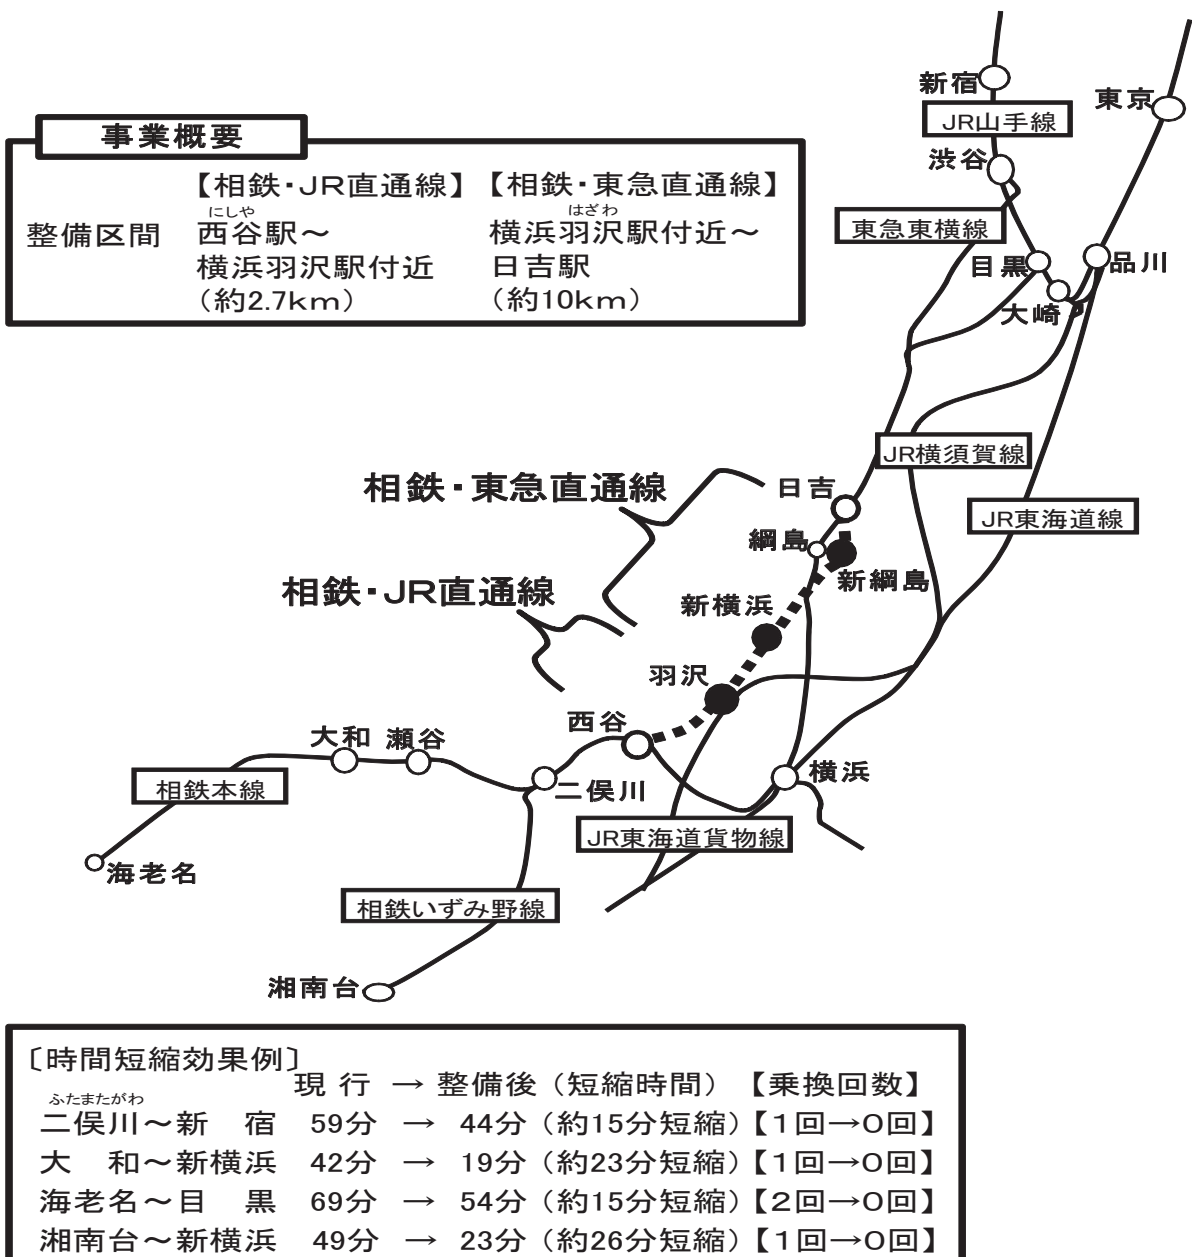 新宿
東京
JR山手線
事業概要
渋谷
【相鉄・JR直通線】【相鉄・東急直通線】
にしや はざわ
整備区間 西谷駅～ 横浜羽沢駅付近～
横浜羽沢駅付近 日吉駅
(約2.7km) (約10km)
東急東横線
目黒
品川
大崎
JR横須賀線
相鉄・東急直通線
日吉
JR東海道線
綱島
新綱島
相鉄・JR直通線
新横浜
羽沢
西谷
大和 瀬谷
横浜
相鉄本線
二俣川
JR東海道貨物線
海老名
相鉄いずみ野線
湘南台
〔時間短縮効果例〕
現行 → 整備後（短縮時間） 【乗換回数】
ふたまたがわ
二俣川～新 宿 59分 → 44分（約15分短縮）【1回→0回】
大 和～新横浜 42分 → 19分（約23分短縮）【1回→0回】
海老名～目 黒 69分 → 54分（約15分短縮）【2回→0回】
湘南台～新横浜 49分 → 23分（約26分短縮）【1回→0回】